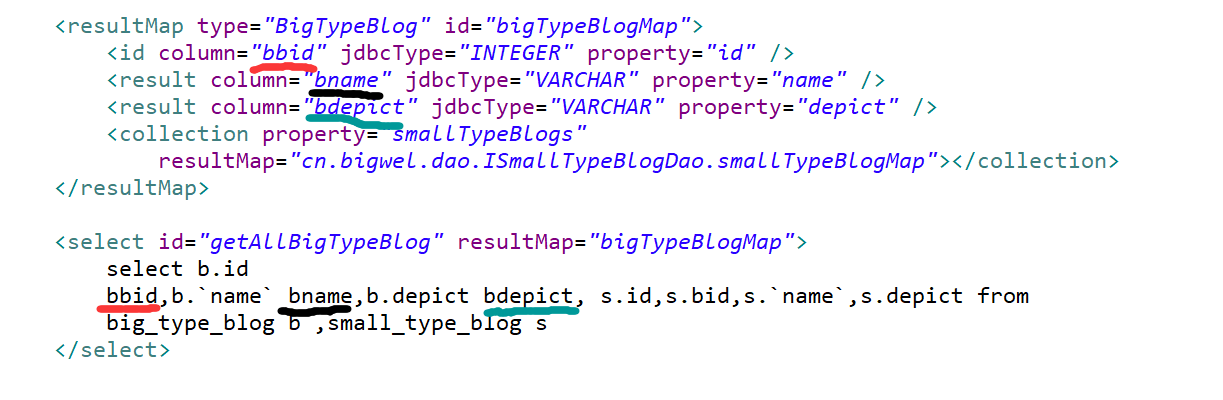 <resultMap type="BigTypeBlog" id="bigTypeBlogMap">
<id column="bbid" jdbcType="INTEGER" property="id" />
<result column="bname" jdbcType="VARCHAR" property="name" />
<result column="bdepict" jdbcType="VARCHAR" property="depict" />
<collection property="smallTypeBlogs"
resultMap="cn.bigwel.dao.ISmallTypeBlogDao.smallTypeBlogMap"></collection>
</resultMap>
<select id="getAllBigTypeBlog" resultMap="bigTypeBlogMap">
select b.id
bbid,b.`name` bname,b.depict bdepict, s.id,s.bid,s.`name`,s.depict from
big_type_blog b ,small_type_blog s
</select>